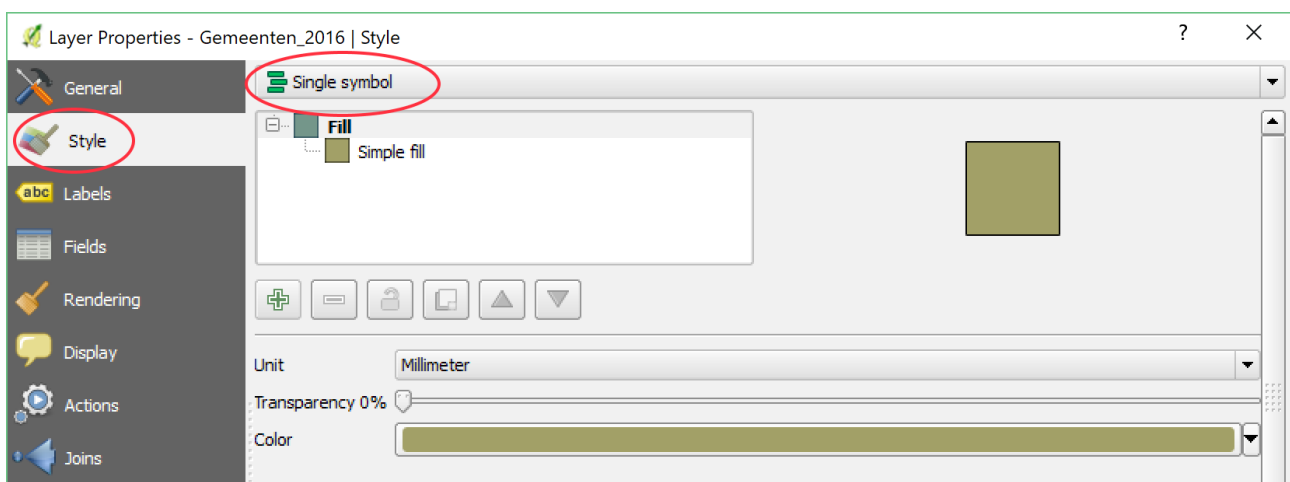 Layer Properties - Gemeenten_2016 | Style
?
General
Style
abc Labels
Fields
Rendering
Display
Actions
Joins
Single symbol
Fill
Simple fill
Unit Millimeter
Transparency 0%
Color